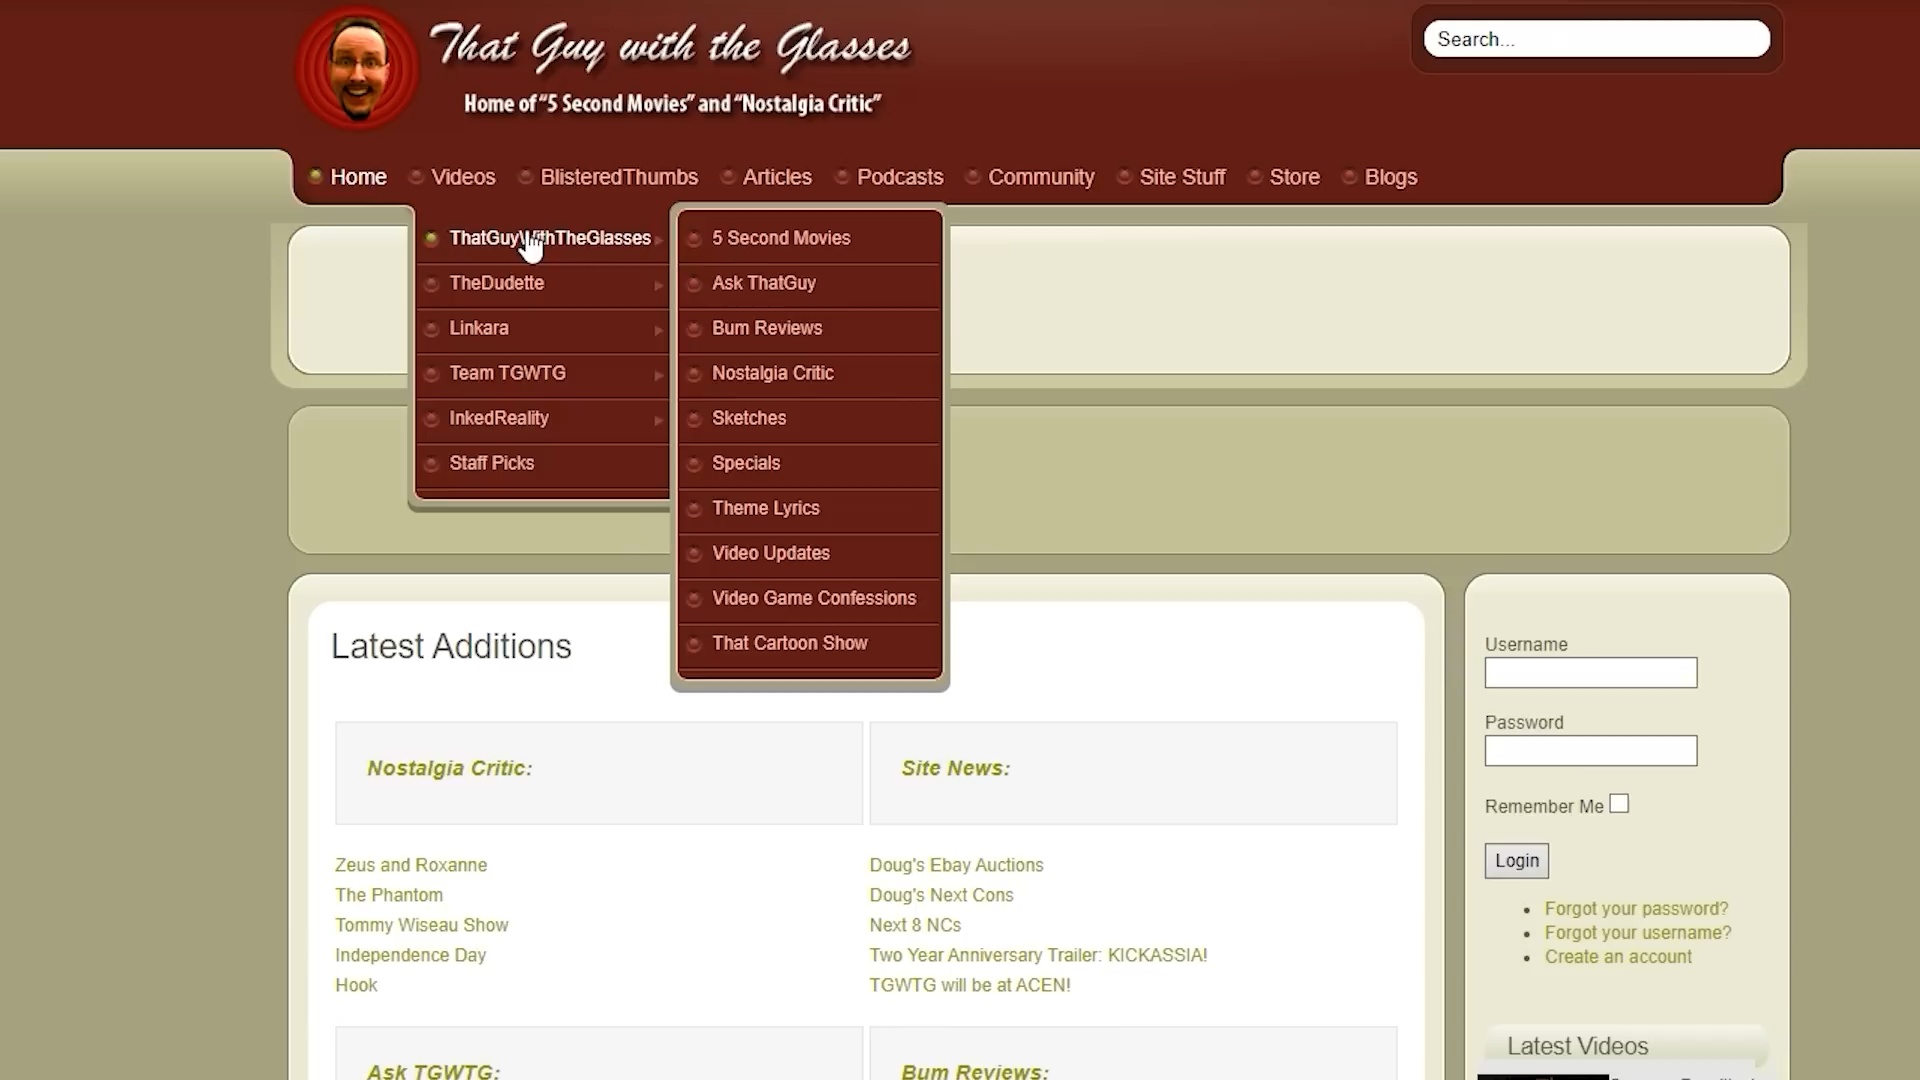 That Guy with the Glasses
Home of "5 Second Movies" and "Nostalgia Critic"
Search...
Home
Videos
BlisteredThumbs
Articles
Podcasts
Community
Site Stuff
Store
Blogs
ThatGuyWithTheGlasses
TheDudette
Linkara
Team TGWTG
InkedReality
Staff Picks
5 Second Movies
Ask ThatGuy
Bum Reviews
Nostalgia Critic
Sketches
Specials
Theme Lyrics
Video Updates
Video Game Confessions
That Cartoon Show
Latest Additions
Nostalgia Critic:
Zeus and Roxanne
The Phantom
Tommy Wiseau Show
Independence Day
Hook
Site News:
Doug's Ebay Auctions
Doug's Next Cons
Next 8 NCs
Two Year Anniversary Trailer: KICKASSIA!
TGWTG will be at ACEN!
Ask TGWTG:
Bum Reviews:
Username
Password
Remember Me
Login
Forgot your password?
Forgot your username?
Create an account
Latest Videos